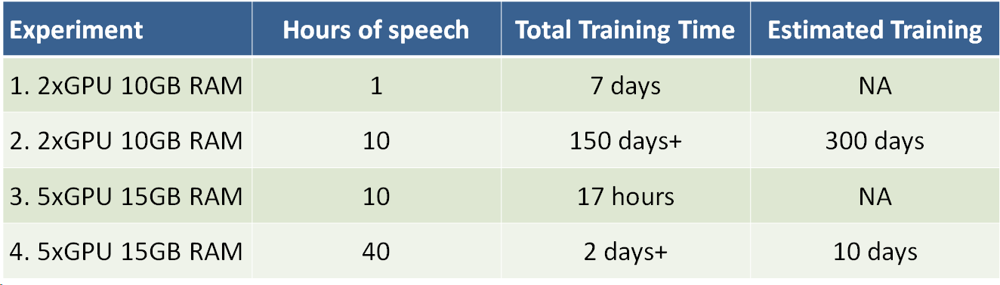 Experiment Hours of speech Total Training Time Estimated Training
1. 2xGPU 10GB RAM 1 7 days NA
2. 2xGPU 10GB RAM 10 150 days+ 300 days
3. 5xGPU 15GB RAM 10 17 hours NA
4. 5xGPU 15GB RAM 40 2 days+ 10 days